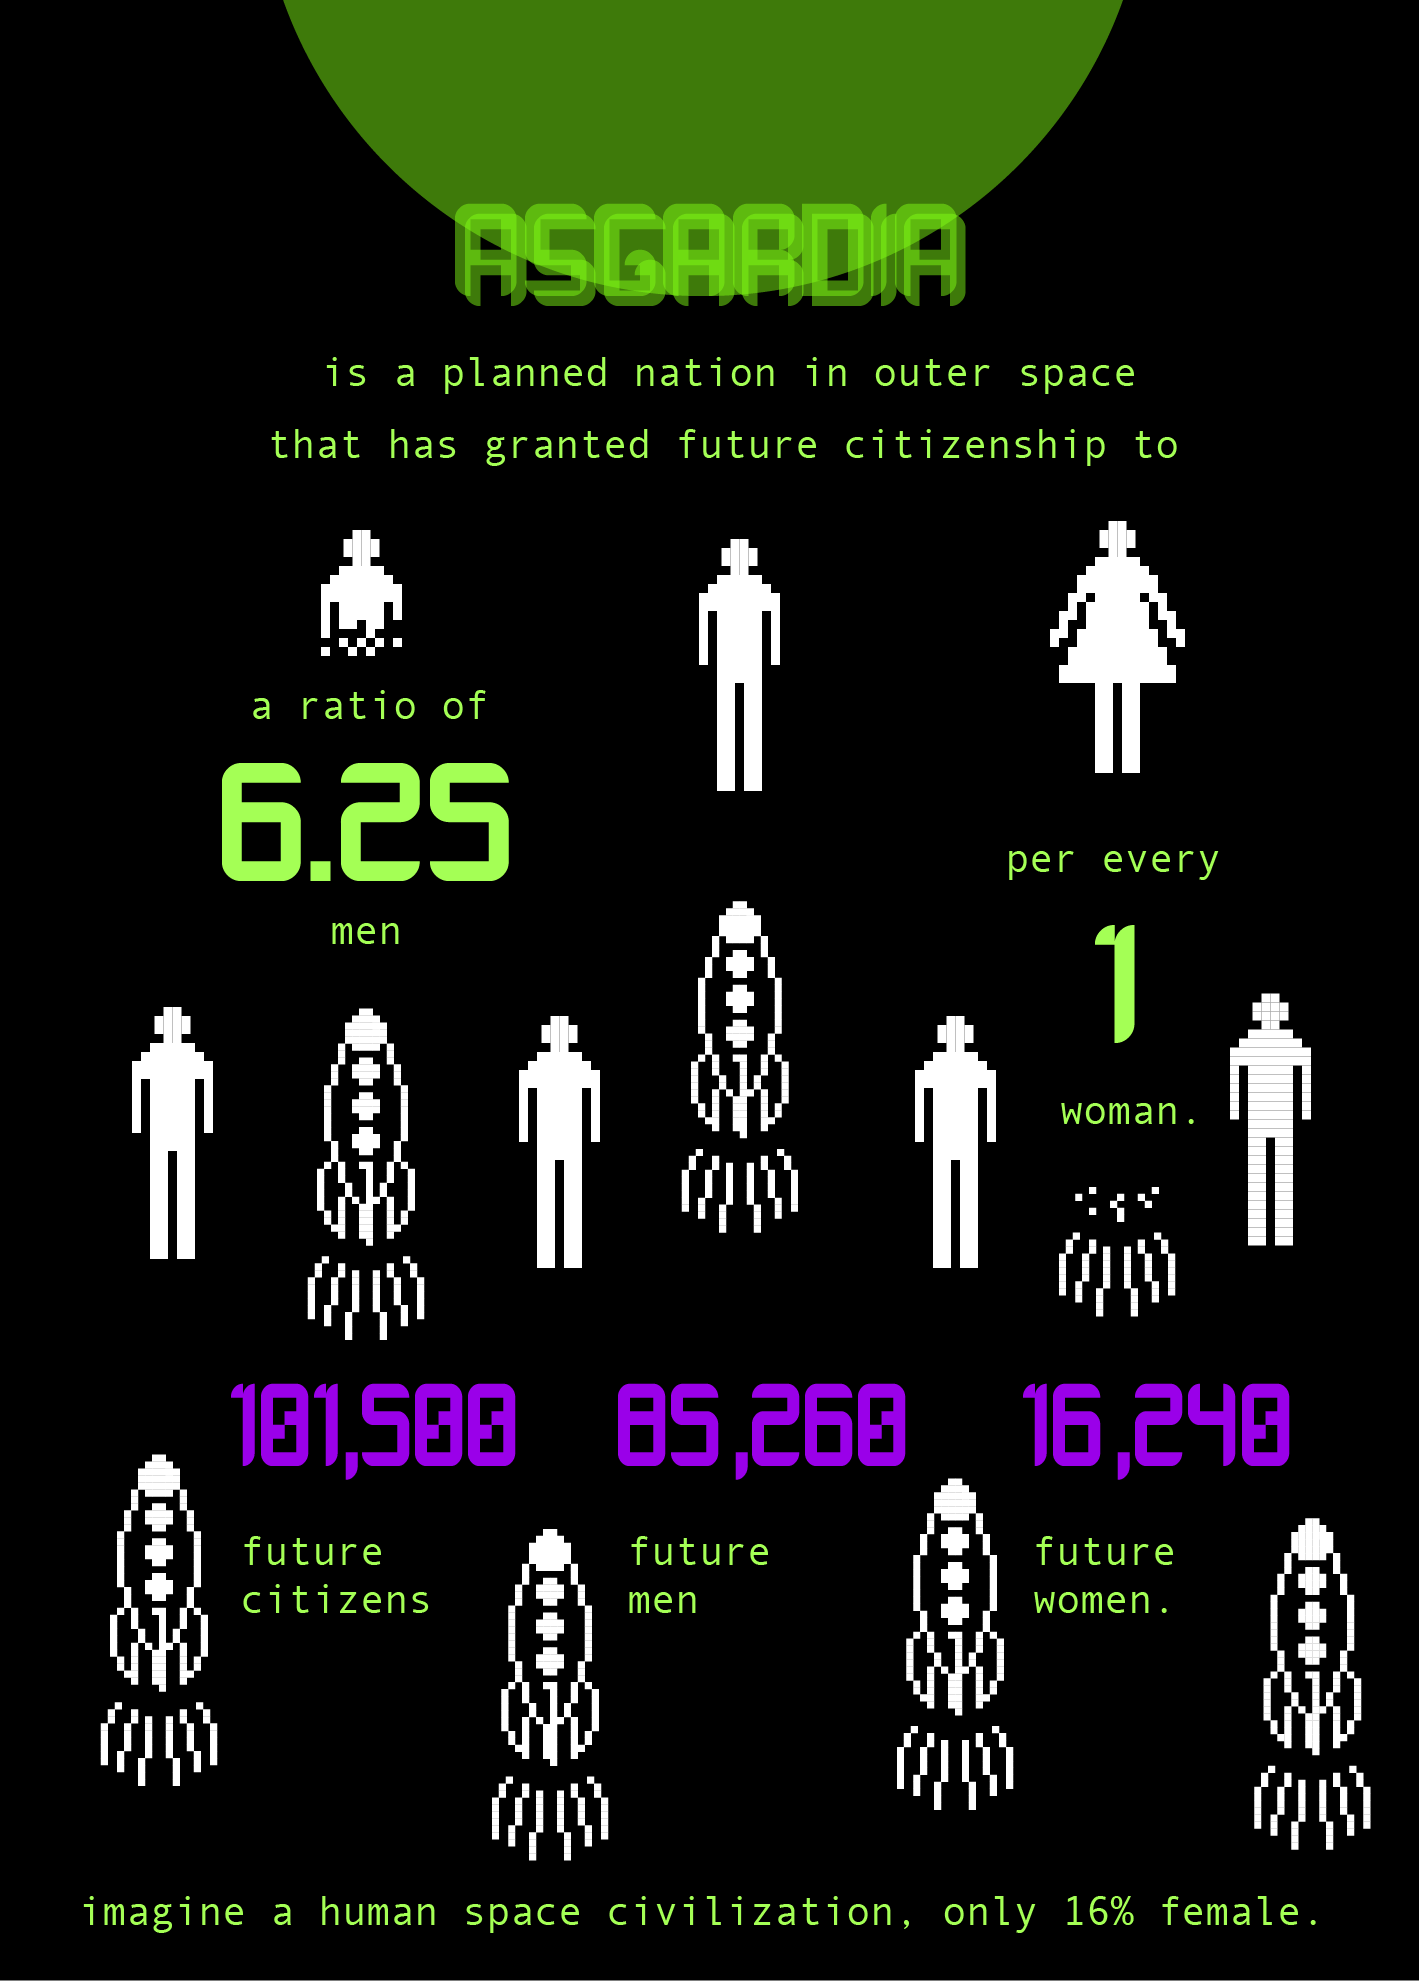 ASGARDIA
is a planned nation in outer space
that has granted future citizenship to
a ratio of
6.25
men
per every
1
woman.
101,500
future
citizens
85,260
future
men
16,240
future
women.
imagine a human space civilization, only 16% female.